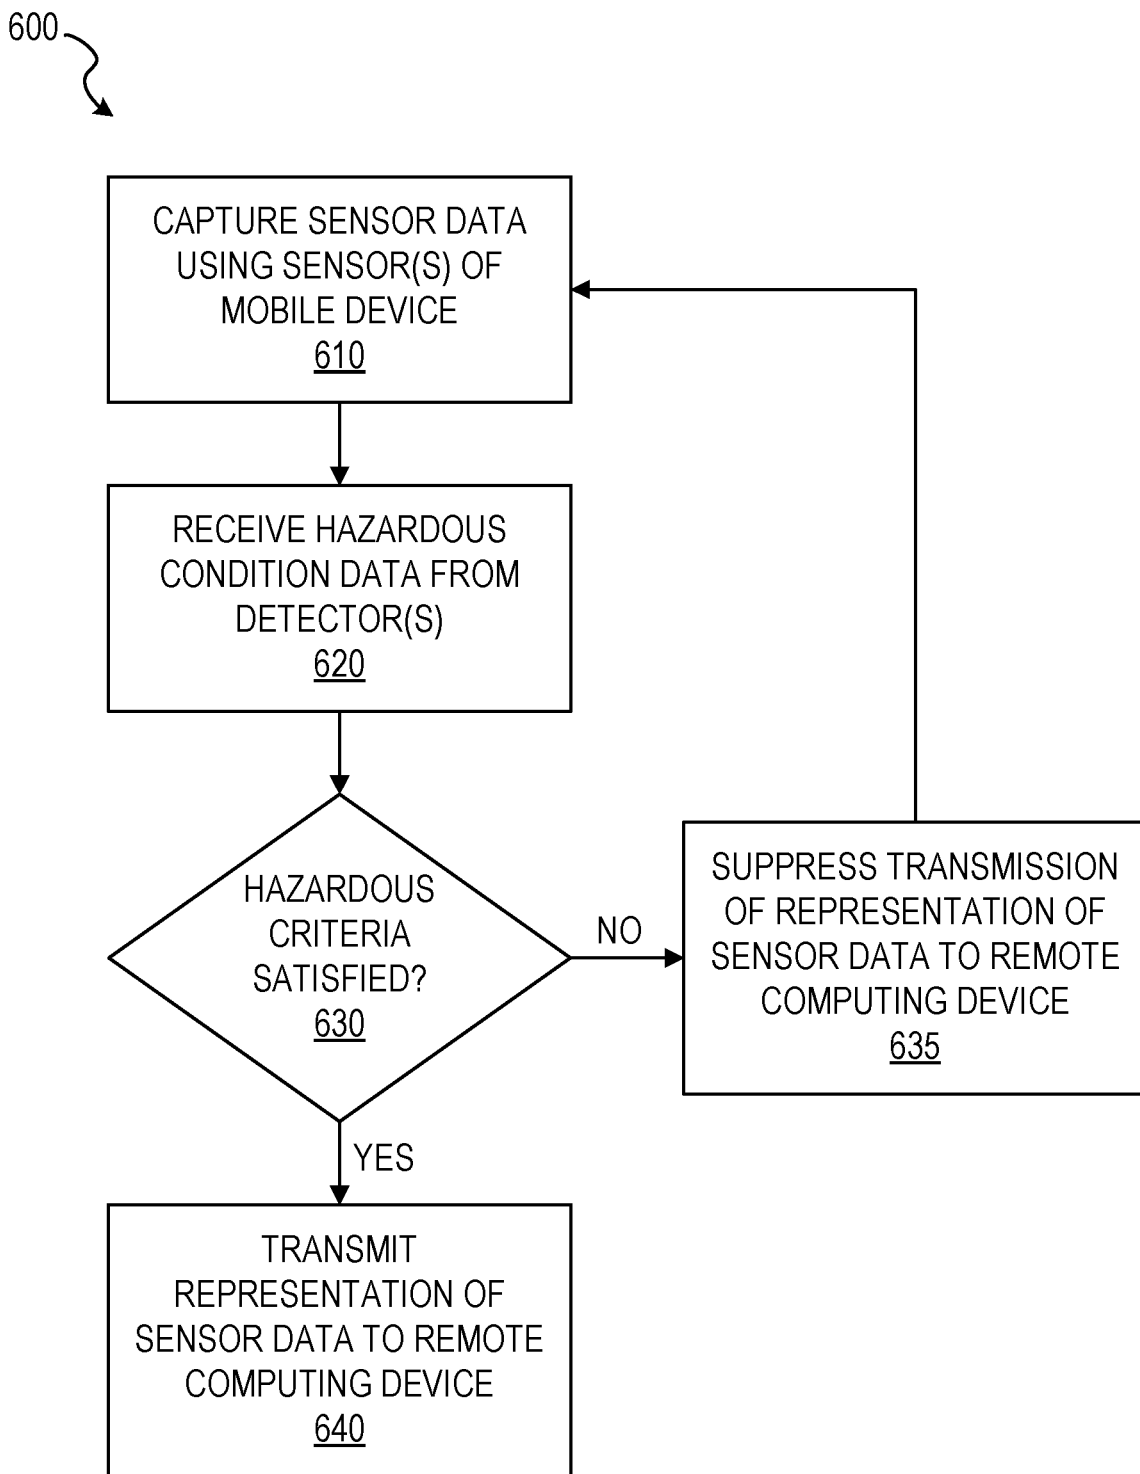 600
CAPTURE SENSOR DATA
USING SENSOR(S) OF
MOBILE DEVICE
610
RECEIVE HAZARDOUS
CONDITION DATA FROM
DETECTOR(S)
620
HAZARDOUS
CRITERIA
SATISFIED?
630
NO
SUPPRESS TRANSMISSION
OF REPRESENTATION OF
SENSOR DATA TO REMOTE
COMPUTING DEVICE
635
YES
TRANSMIT
REPRESENTATION OF
SENSOR DATA TO REMOTE
COMPUTING DEVICE
640